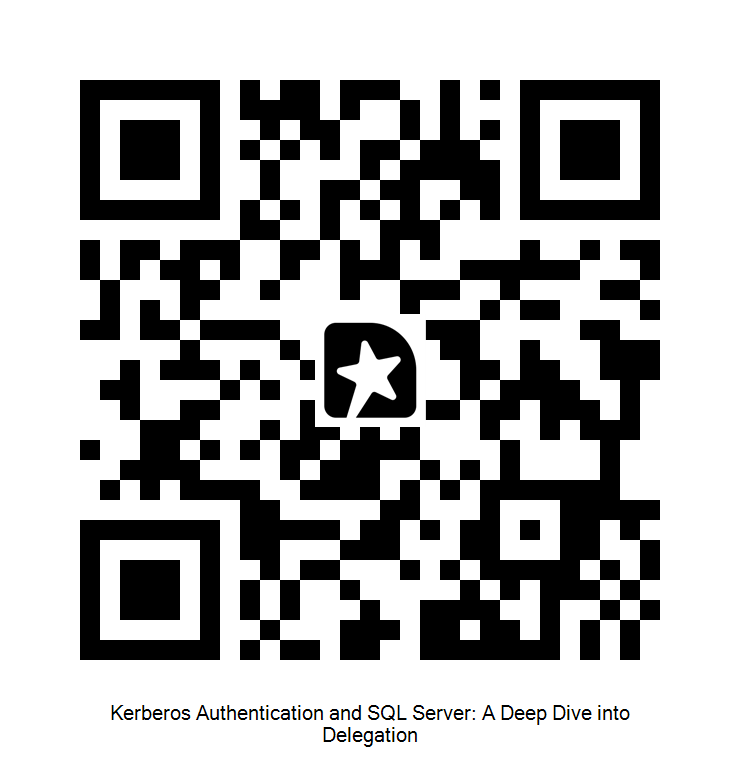 Kerberos Authentication and SQL Server: A Deep Dive into
Delegation